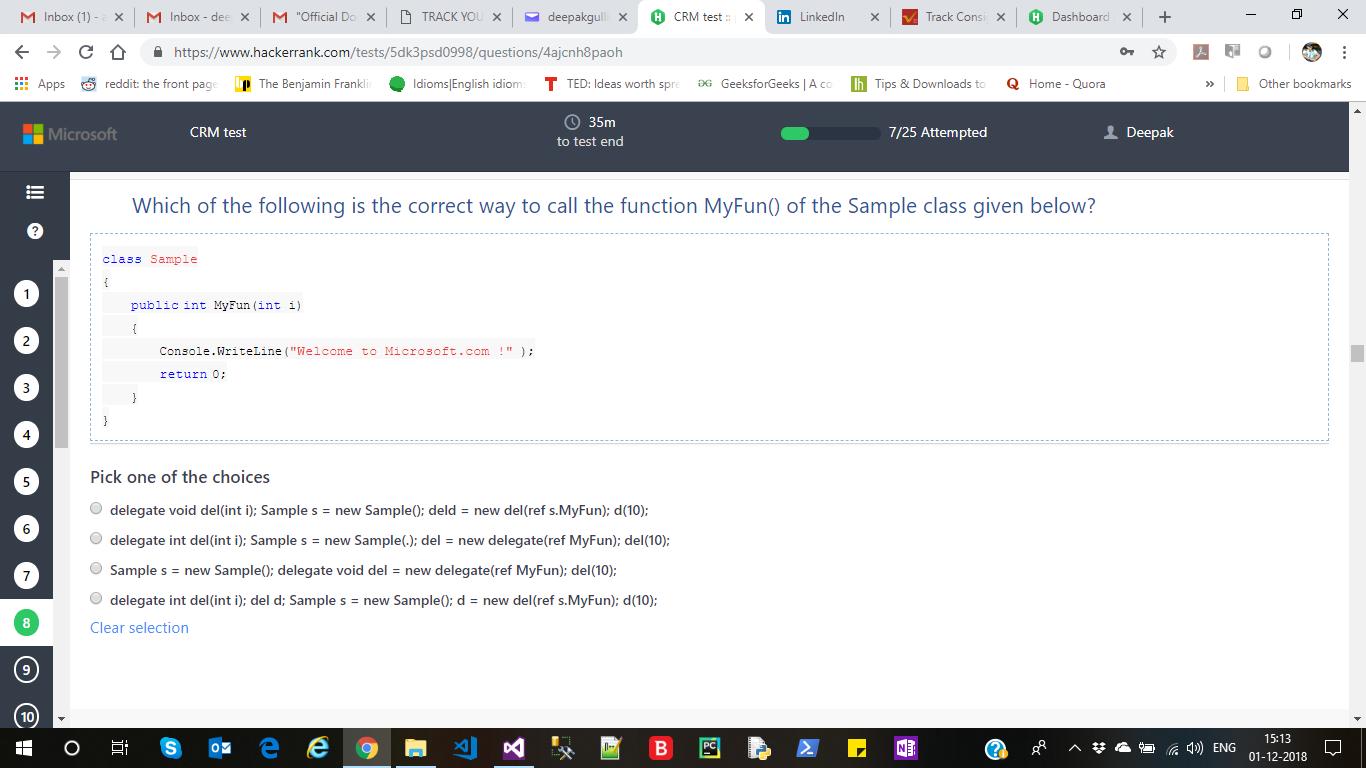 Inbox (1) - a
Inbox - dee
"Official Do
TRACK YOU
deepakgulli
CRM test :: 
LinkedIn
Track Consi
Dashboard
https://www.hackerrank.com/tests/5dk3psd0998/questions/4ajcnh8paoh
Apps
reddit: the front page
The Benjamin Frankli
Idioms|English idiom
TED: Ideas worth spre
GeeksforGeeks | A co
Tips & Downloads to
Home - Quora
»
Other bookmarks
Microsoft
CRM test
35m
to test end
7/25 Attempted
Deepak
Which of the following is the correct way to call the function MyFun() of the Sample class given below?
class Sample
{
public int MyFun(int i)
{
Console.WriteLine("Welcome to Microsoft.com !" );
return 0;
}
}
Pick one of the choices
delegate void del(int i); Sample s = new Sample(); deld = new del(ref s.MyFun); d(10);
delegate int del(int i); Sample s = new Sample(.); del = new delegate(ref MyFun); del(10);
Sample s = new Sample(); delegate void del = new delegate(ref MyFun); del(10);
delegate int del(int i); del d; Sample s = new Sample(); d = new del(ref s.MyFun); d(10);
Clear selection
?
1
2
3
4
5
6
7
8
9
10
ENG
15:13
01-12-2018